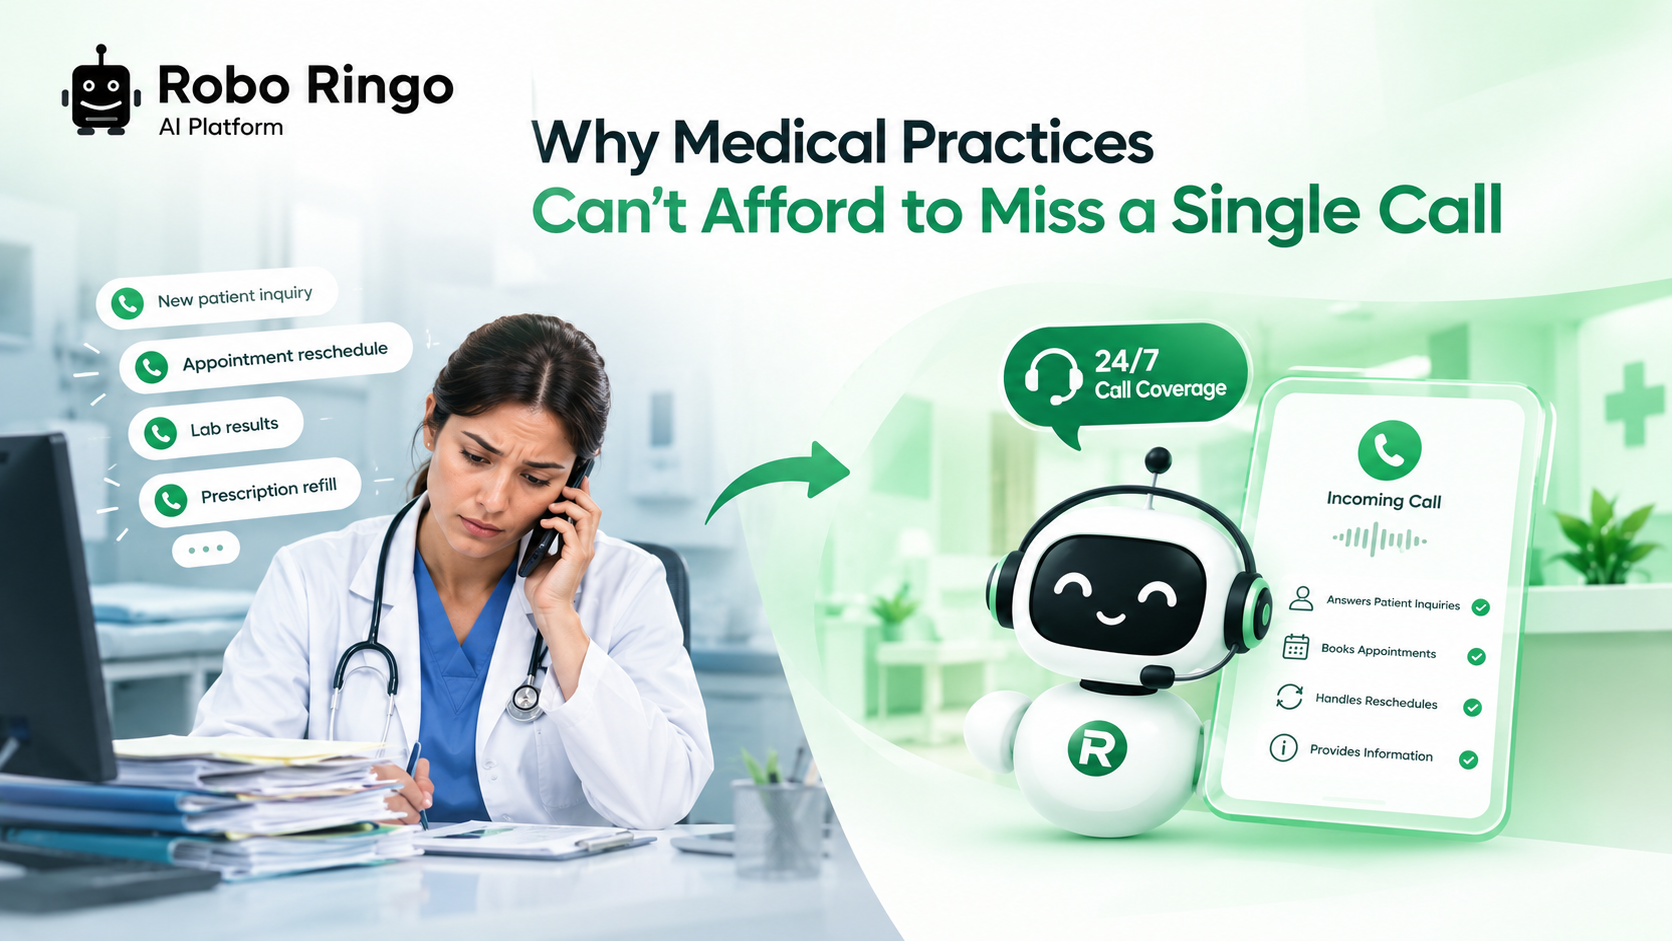 Robo Ringo
AI Platform
Why Medical Practices
Can't Afford to Miss a Single Call
New patient inquiry
Appointment reschedule
Lab results
Prescription refill
24/7
Call Coverage
Incoming Call
Answers Patient Inquiries
Books Appointments
Handles Reschedules
Provides Information
R